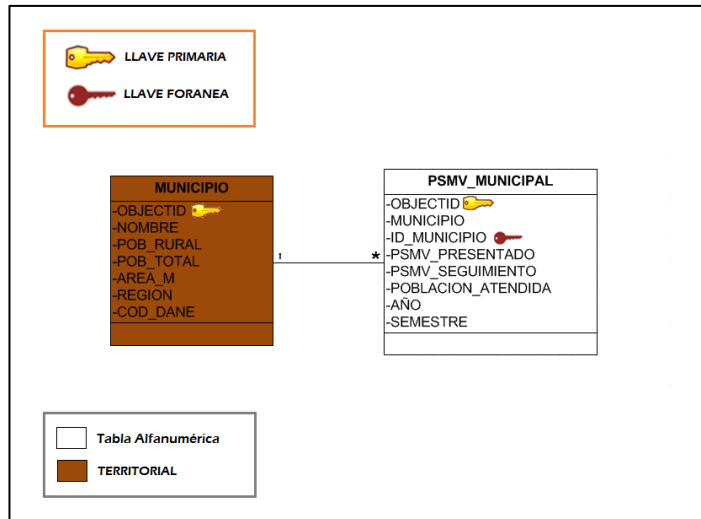 LLAVE PRIMARIA
LLAVE FORANEA
MUNICIPIO
-OBJECTID
-NOMBRE
-POB_RURAL
-POB_TOTAL
-AREA_M
-REGION
-COD_DANE
1
*
PSMV_MUNICIPAL
-OBJECTID
-MUNICIPIO
-ID_MUNICIPIO
-PSMV_PRESENTADO
-PSMV_SEGUIMIENTO
-POBLACION_ATENDIDA
-AÑO
-SEMESTRE
Tabla Alfanumérica
TERRITORIAL